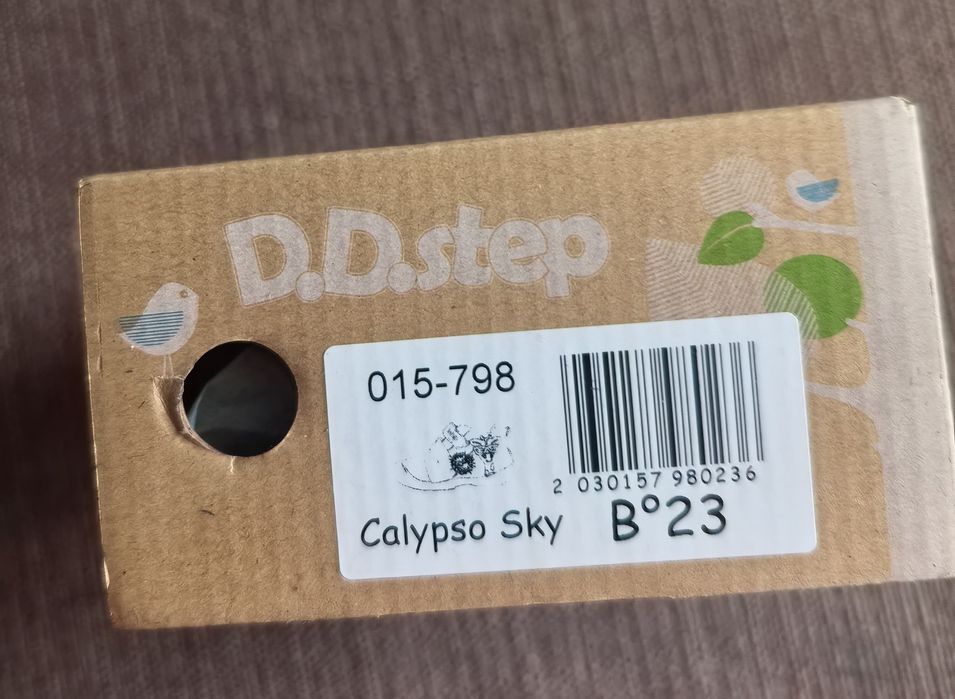 D.D.step
015-798
2 030157 980236
Calypso Sky B°23